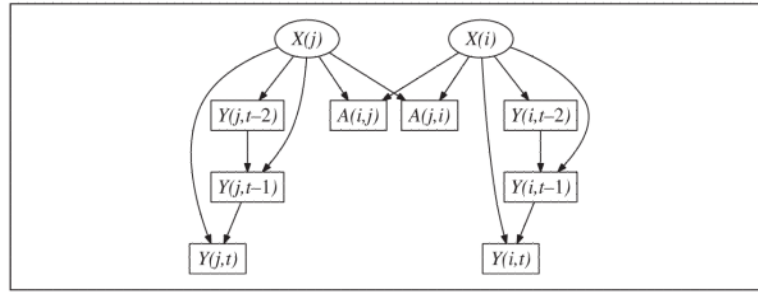 X(j) X(i)
Y(j,t–2) A(i,j) A(j,i) Y(i,t–2)
Y(j,t–1) Y(i,t–1)
Y(j,t) Y(i,t)